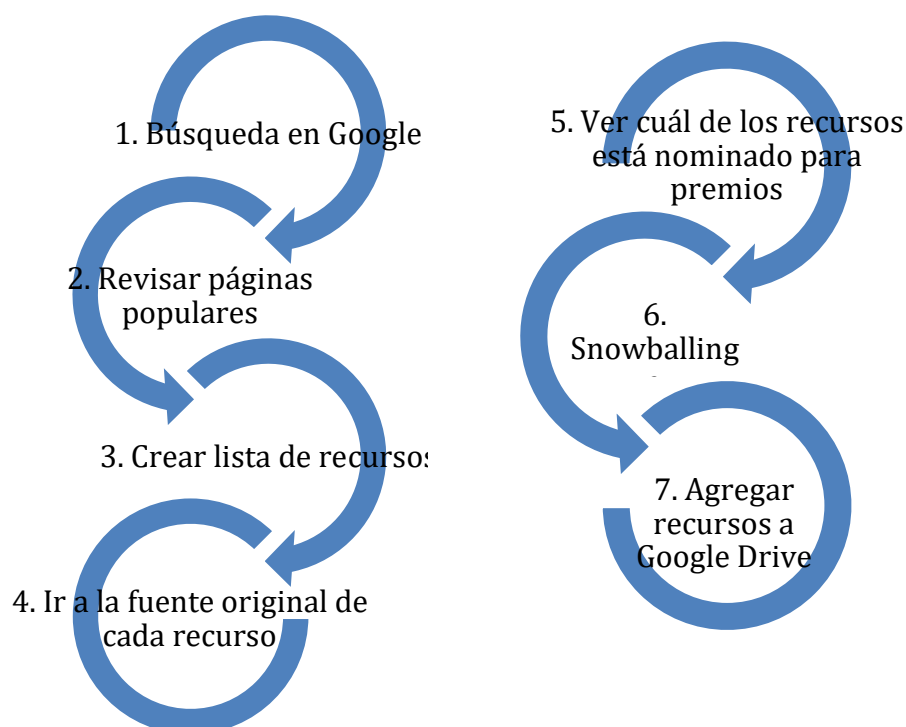 1. Búsqueda en Google
2. Revisar páginas
populares
3. Crear lista de recursos
4. Ir a la fuente original de
cada recurso
5. Ver cuál de los recursos
está nominado para
premios
6.
Snowballing
7. Agregar
recursos a
Google Drive